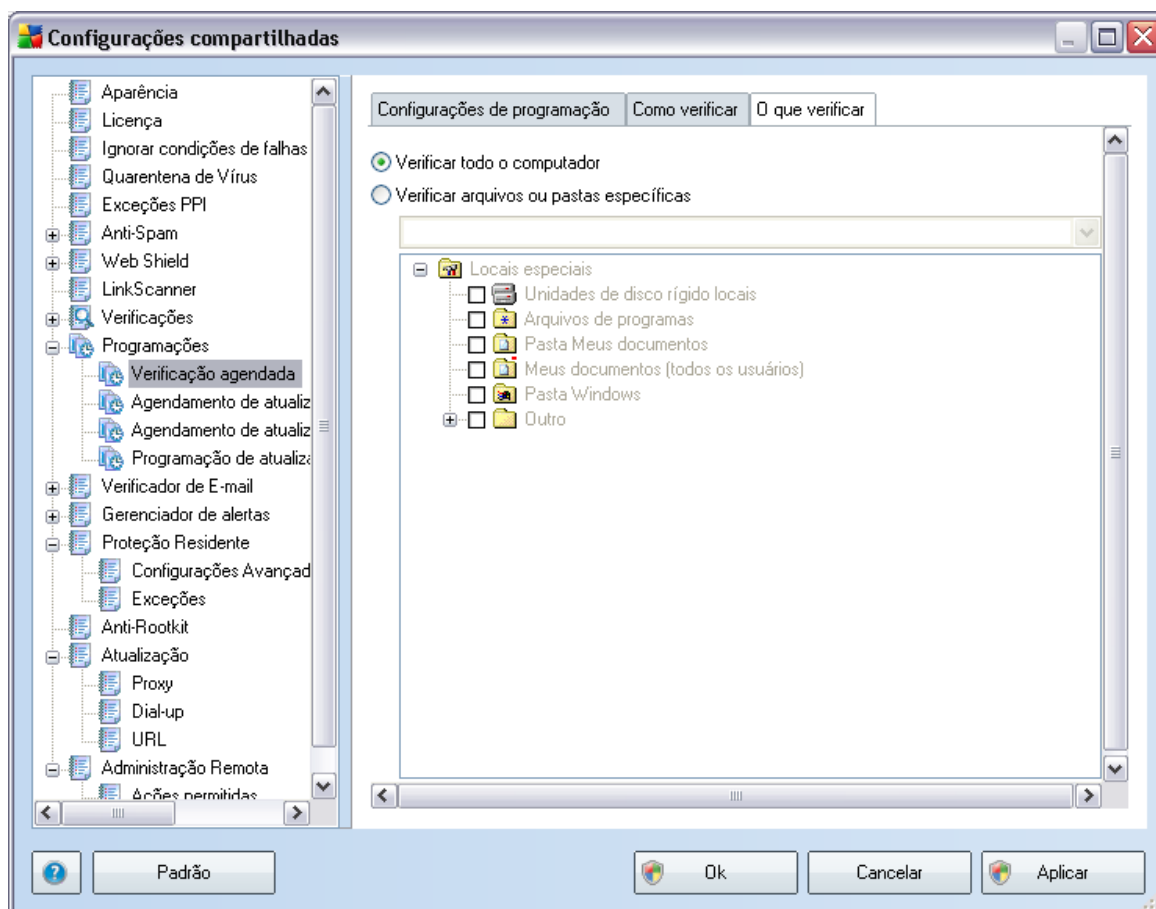 Configurações compartilhadas
Aparência
Licença
Ignorar condições de falhas
Quarentena de Vírus
Exceções PPI
Anti-Spam
Web Shield
LinkScanner
Verificações
Programações
Verificação agendada
Agendamento de atualiz
Agendamento de atualiz
Programação de atualiza
Verificador de E-mail
Gerenciador de alertas
Proteção Residente
Configurações Avançad
Exceções
Anti-Rootkit
Atualização
Proxy
Dial-up
URL
Administração Remota
Ações permitidas
Configurações de programação Como verificar O que verificar
Verificar todo o computador
Verificar arquivos ou pastas específicas
Locais especiais
Unidades de disco rígido locais
Arquivos de programas
Pasta Meus documentos
Meus documentos (todos os usuários)
Pasta Windows
Outro
? Padrão Ok Cancelar Aplicar